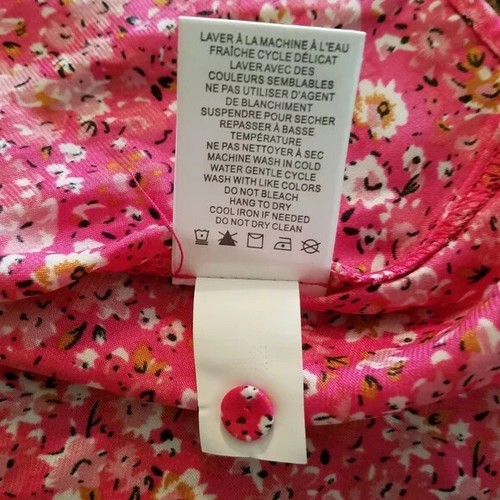 LAVER À LA MACHINE À L'EAU
FRAÎCHE CYCLE DÉLICAT
LAVER AVEC DES
COULEURS SEMBLABLES
NE PAS UTILISER D'AGENT
DE BLANCHIMENT
SUSPENDRE POUR SECHER
REPASSER À BASSE
TEMPÉRATURE
NE PAS NETTOYER À SEC
MACHINE WASH IN COLD
WATER GENTLE CYCLE
WASH WITH LIKE COLORS
DO NOT BLEACH
HANG TO DRY
COOL IRON IF NEEDED
DO NOT DRY CLEAN